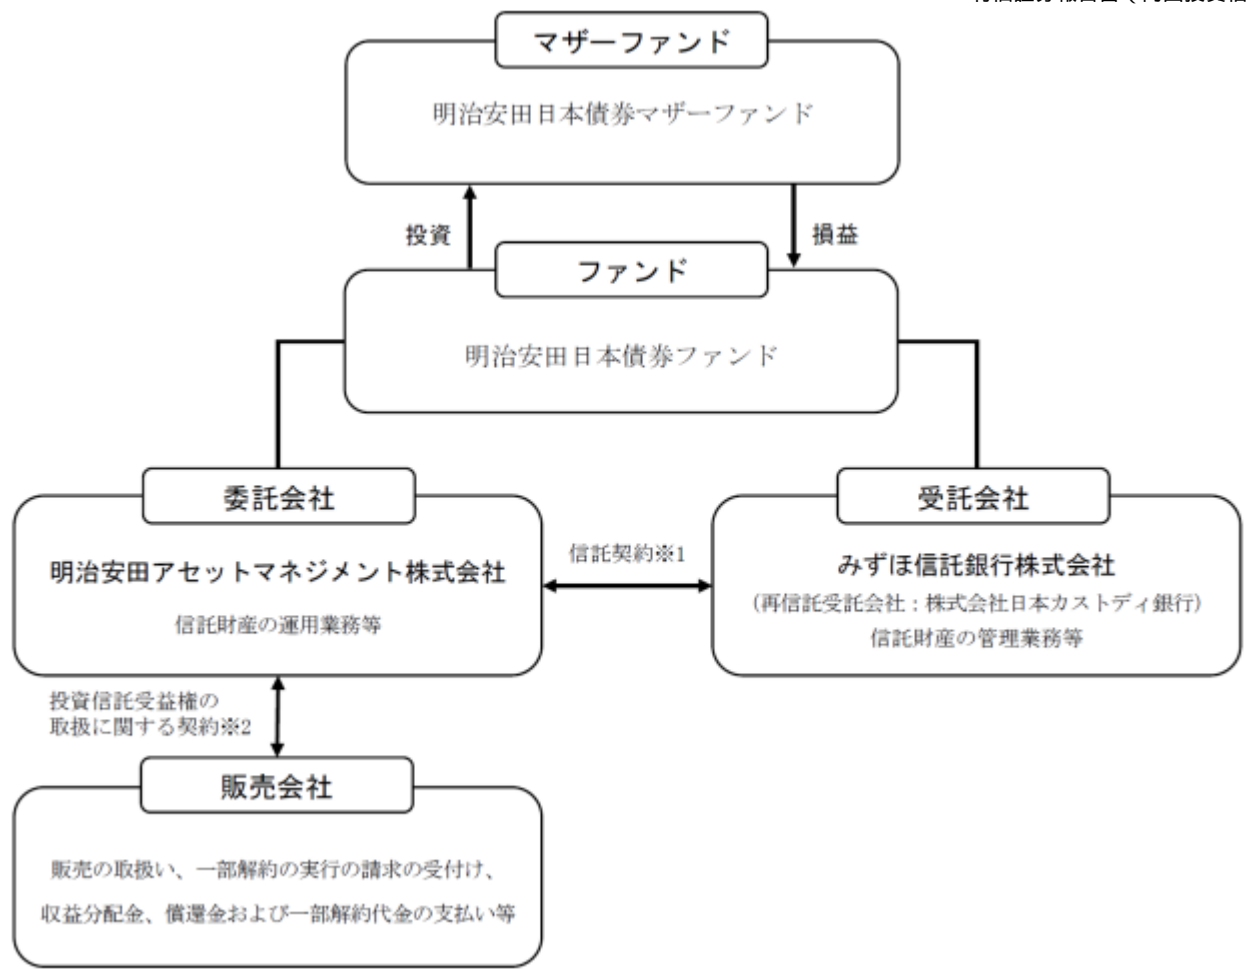 マザーファンド
明治安田日本債券マザーファンド
投資
損益
ファンド
明治安田日本債券ファンド
委託会社
明治安田アセットマネジメント株式会社
信託財産の運用業務等
信託契約※1
受託会社
みずほ信託銀行株式会社
(再信託受託会社：株式会社日本カストディ銀行)
信託財産の管理業務等
投資信託受益権の
取扱に関する契約※2
販売会社
販売の取扱い、一部解約の実行の請求の受付け、
収益分配金、償還金および一部解約代金の支払い等